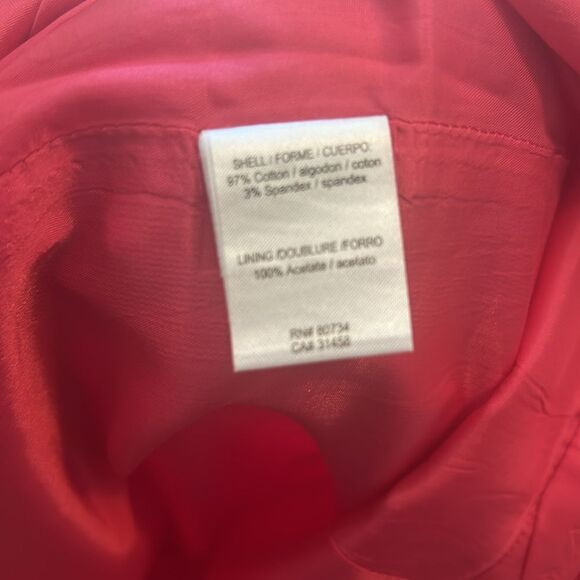 SHELL / FORME / CUERPO:
97% Cotton / algodon / coton
3% Spandex / spandex
LINING /DOUBLURE /FORRO
100% Acetate / acetato
RN# 80734
CA# 31458